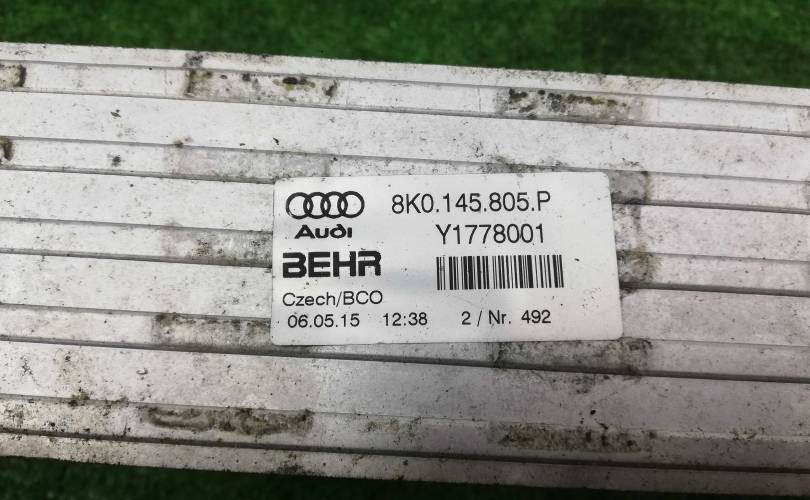 8K0.145.805.P
Audi
Y1778001
BEHR
Czech/BCO
06.05.15 12:38 2 / Nr. 492